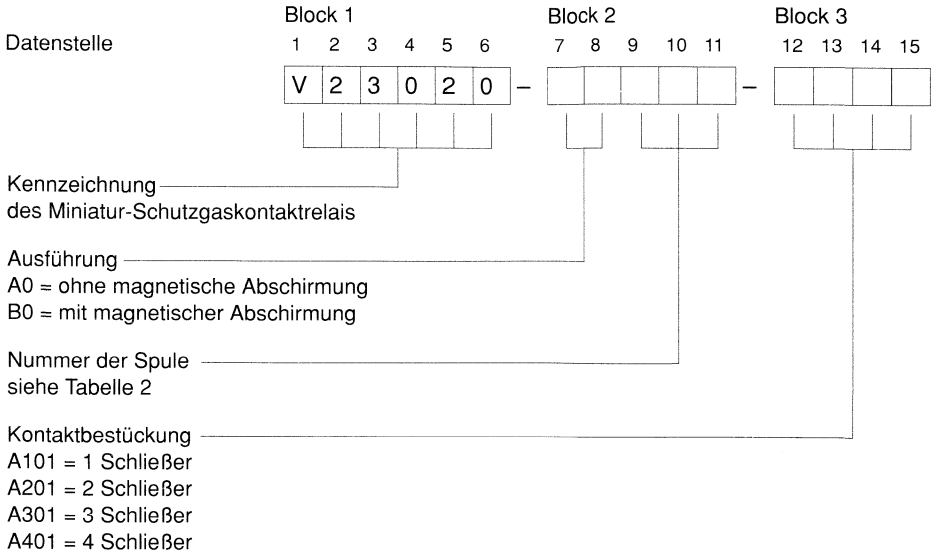 Block 1 Block 2 Block 3
Datenstelle 1 2 3 4 5 6 7 8 9 10 11 12 13 14 15
V 2 3 0 2 0 – –
Kennzeichnung
des Miniatur-Schutzgaskontaktrelais
Ausführung
A0 = ohne magnetische Abschirmung
B0 = mit magnetischer Abschirmung
Nummer der Spule
siehe Tabelle 2
Kontaktbestückung
A101 = 1 Schließer
A201 = 2 Schließer
A301 = 3 Schließer
A401 = 4 Schließer